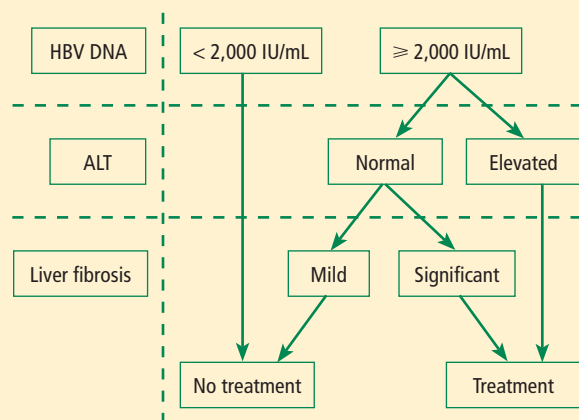 HBV DNA
< 2,000 IU/mL
⩾ 2,000 IU/mL
ALT
Normal
Elevated
Liver fibrosis
Mild
Significant
No treatment
Treatment